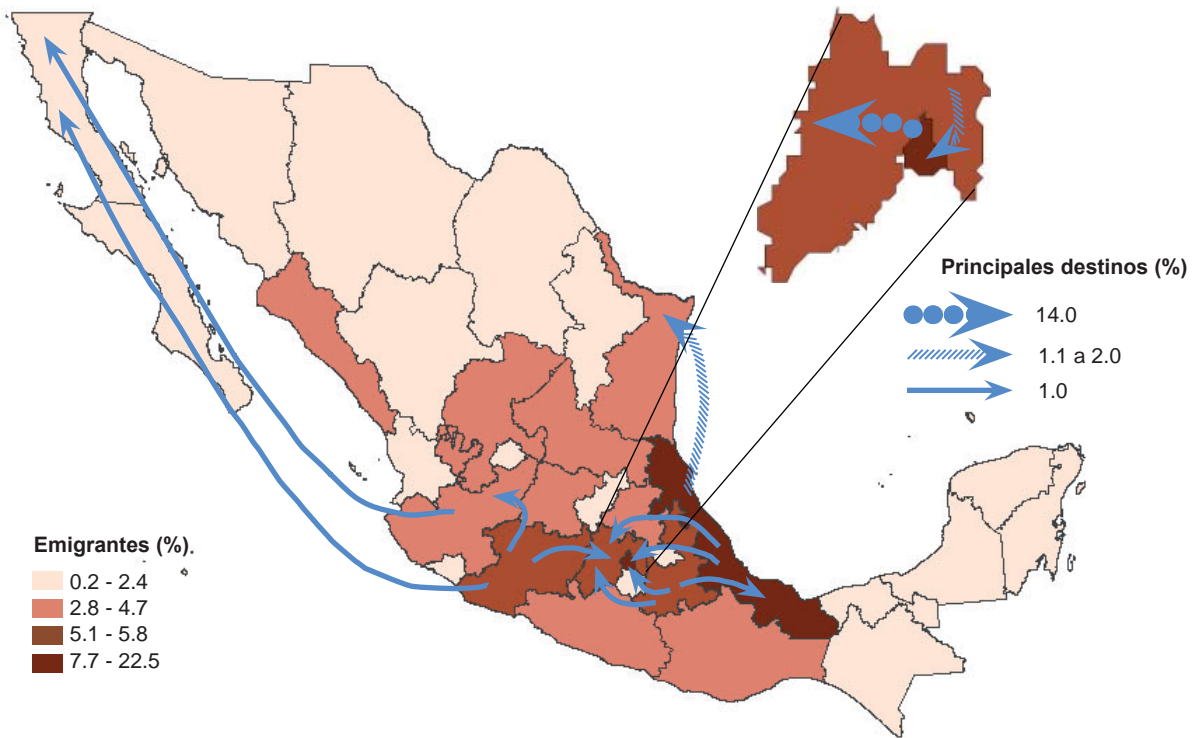 Principales destinos (%)
14.0
1.1 a 2.0
1.0
Emigrantes (%).
0.2 - 2.4
2.8 - 4.7
5.1 - 5.8
7.7 - 22.5